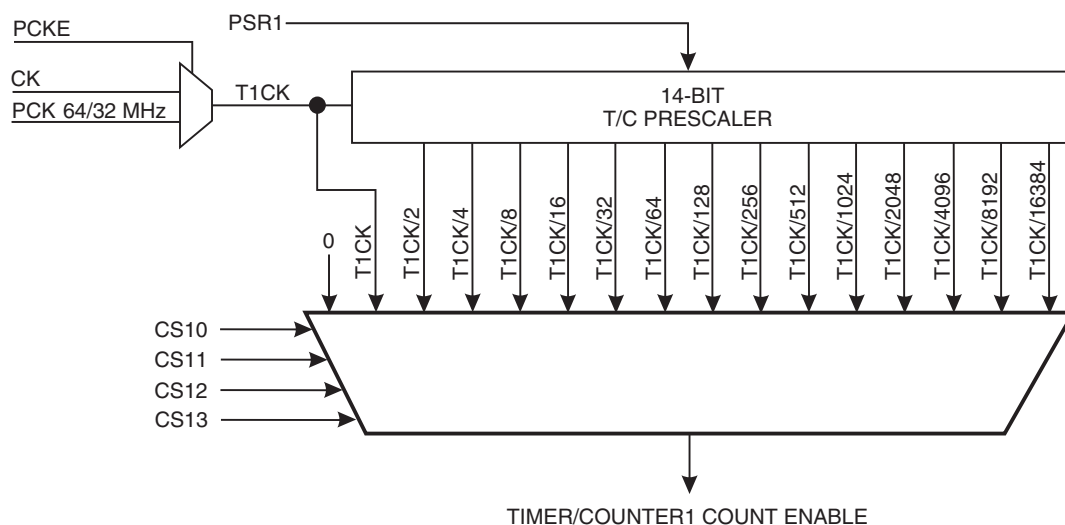 PSR1
PCKE
CK
PCK 64/32 MHz
T1CK
14-BIT
T/C PRESCALER
0
T1CK
T1CK/2
T1CK/4
T1CK/8
T1CK/16
T1CK/32
T1CK/64
T1CK/128
T1CK/256
T1CK/512
T1CK/1024
T1CK/2048
T1CK/4096
T1CK/8192
T1CK/16384
CS10
CS11
CS12
CS13
TIMER/COUNTER1 COUNT ENABLE